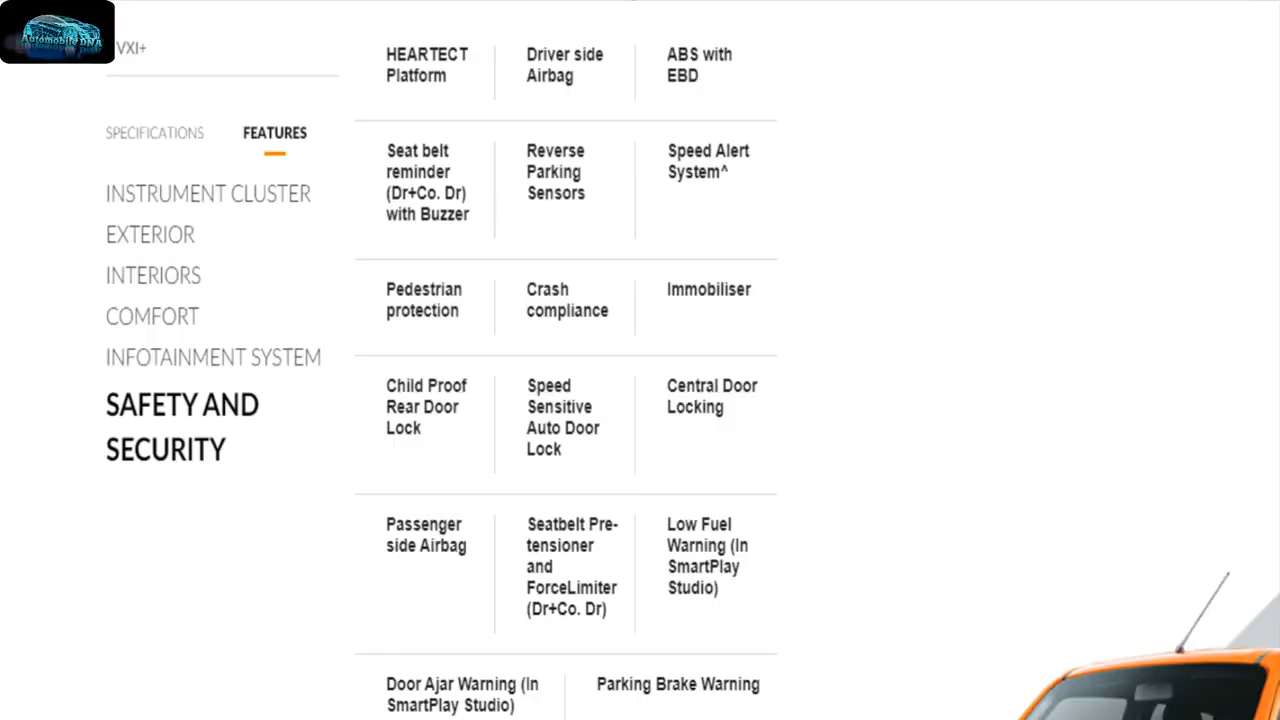 Automobile DNA
VXI+
SPECIFICATIONS
FEATURES
INSTRUMENT CLUSTER
EXTERIOR
INTERIORS
COMFORT
INFOTAINMENT SYSTEM
SAFETY AND
SECURITY
HEARTECT
Platform
Driver side
Airbag
ABS with
EBD
Seat belt
reminder
(Dr+Co. Dr)
with Buzzer
Reverse
Parking
Sensors
Speed Alert
System^
Pedestrian
protection
Crash
compliance
Immobiliser
Child Proof
Rear Door
Lock
Speed
Sensitive
Auto Door
Lock
Central Door
Locking
Passenger
side Airbag
Seatbelt Pre-
tensioner
and
ForceLimiter
(Dr+Co. Dr)
Low Fuel
Warning (In
SmartPlay
Studio)
Door Ajar Warning (In
SmartPlay Studio)
Parking Brake Warning